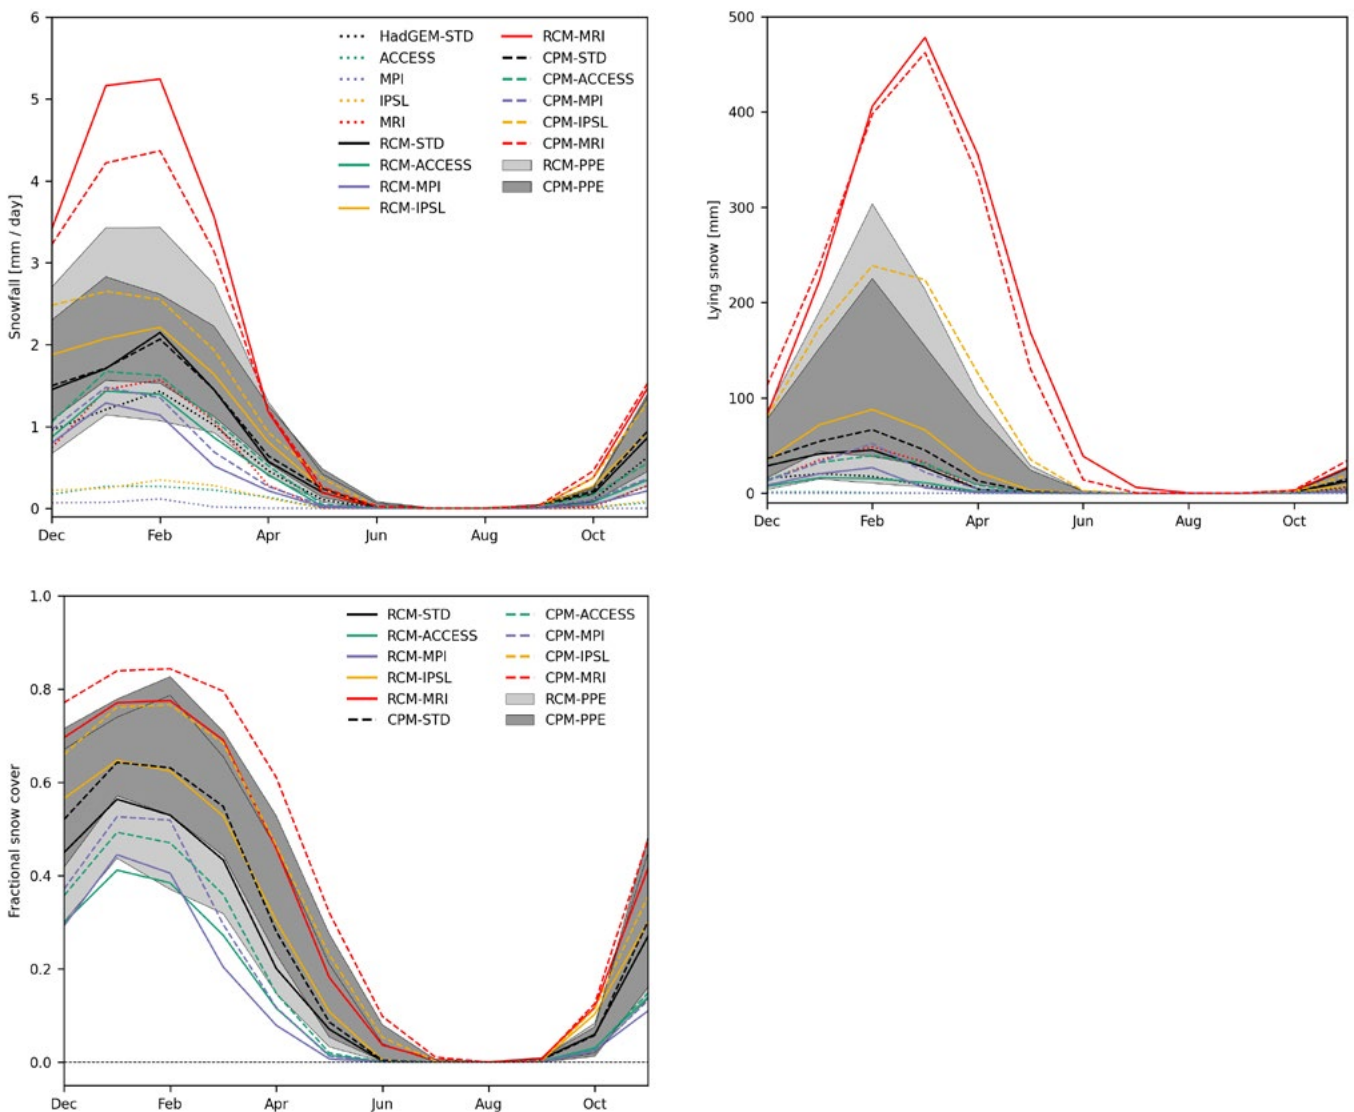 6
5
4
3
2
1
0
Snowfall [mm / day]
Dec
Feb
Apr
Jun
Aug
Oct
HadGEM-STD
ACCESS
MPI
IPSL
MRI
RCM-STD
RCM-ACCESS
RCM-MPI
RCM-IPSL
RCM-MRI
CPM-STD
CPM-ACCESS
CPM-MPI
CPM-IPSL
CPM-MRI
RCM-PPE
CPM-PPE
500
400
300
200
100
0
Lying snow [mm]
Dec
Feb
Apr
Jun
Aug
Oct
1.0
0.8
0.6
0.4
0.2
0.0
Fractional snow cover
Dec
Feb
Apr
Jun
Aug
Oct
RCM-STD
RCM-ACCESS
RCM-MPI
RCM-IPSL
RCM-MRI
CPM-STD
CPM-ACCESS
CPM-MPI
CPM-IPSL
CPM-MRI
RCM-PPE
CPM-PPE